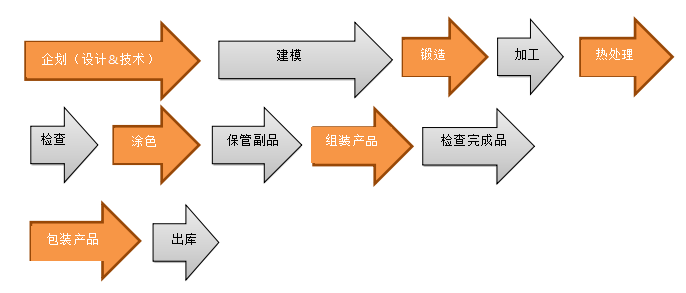 企划（设计&技术）
建模
锻造
加工
热处理
检查
涂色
保管副品
组装产品
检查完成品
包装产品
出库